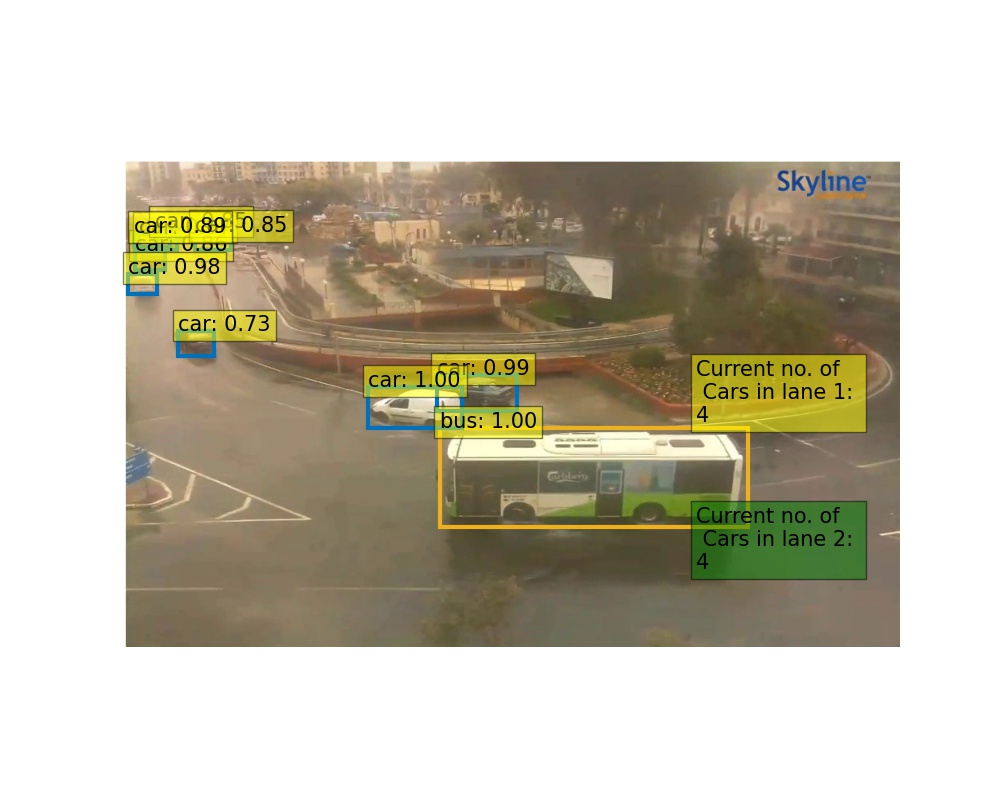 Skyline
car: 0.89
0.85
car: 0.86
car: 0.98
car: 0.73
car: 0.99
car: 1.00
bus: 1.00
Current no. of
Cars in lane 1:
4
Carlsberg
Current no. of
Cars in lane 2:
4